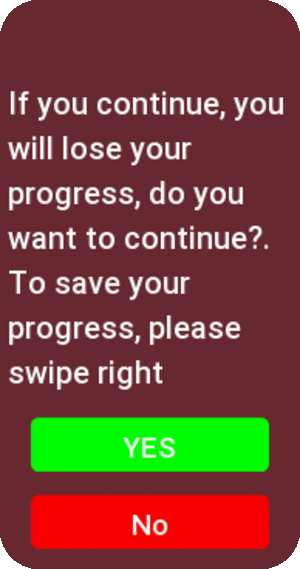 If you continue, you
will lose your
progress, do you
want to continue?.
To save your
progress, please
swipe right
YES
No